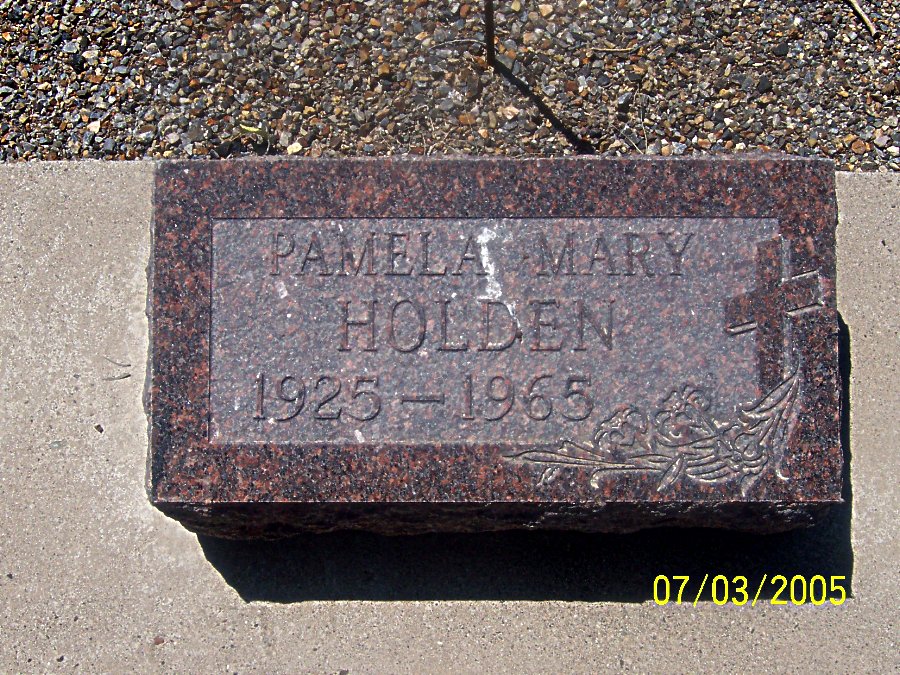 PAMELA MARY
HOLDEN
1925 - 1965
07/03/2005